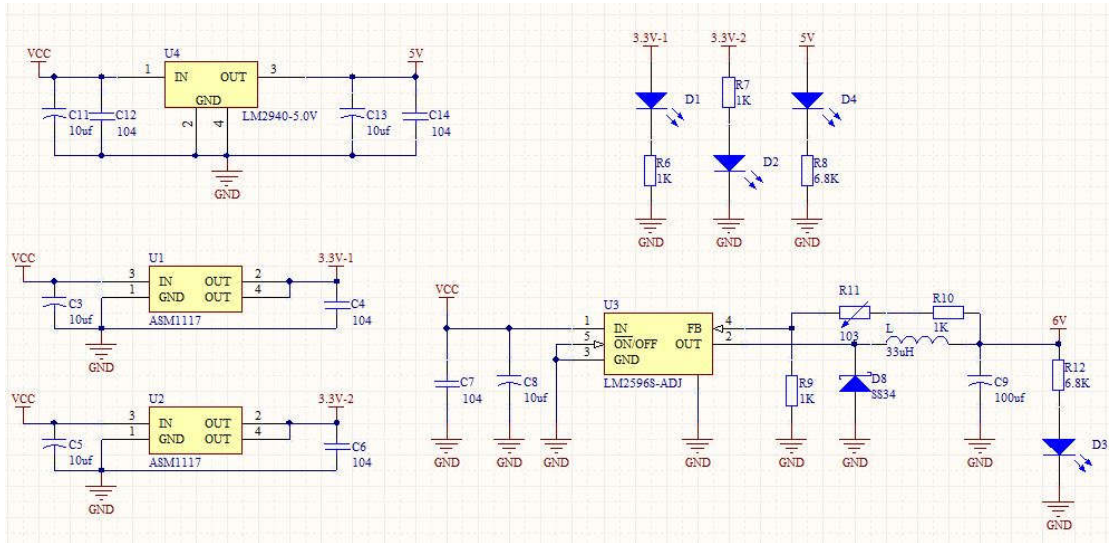 VCC
U4
5V
1
IN
OUT
3
GND
2
4
LM2940-5.0V
C11
10uf
C12
104
C13
10uf
C14
104
GND
3.3V-1
3.3V-2
5V
D1
R7
1K
D4
R6
1K
D2
R8
6.8K
GND
GND
GND
VCC
U1
3.3V-1
3
IN
OUT
2
1
GND
OUT
4
ASM1117
C3
10uf
C4
104
GND
VCC
U2
3.3V-2
3
IN
OUT
2
1
GND
OUT
4
ASM1117
C5
10uf
C6
104
GND
VCC
U3
1
IN
FB
4
5
ON/OFF
OUT
2
3
GND
LM2596S-ADJ
C7
104
C8
10uf
R11
103
R10
1K
L
33uH
R9
1K
D8
SS34
C9
100uf
6V
R12
6.8K
D3
GND
GND
GND
GND
GND
GND
GND
GND